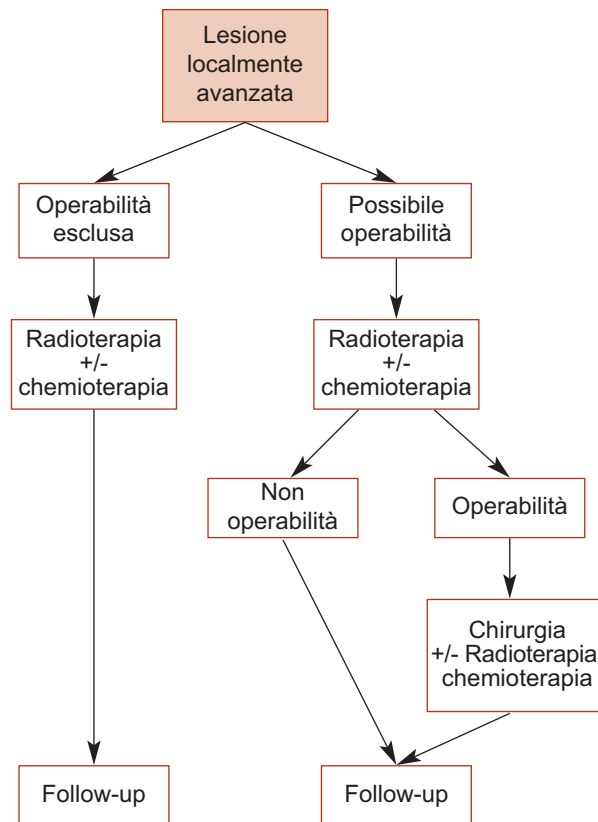 Lesione
localmente
avanzata
Operabilità
esclusa
Possibile
operabilità
Radioterapia
+/-
chemioterapia
Radioterapia
+/-
chemioterapia
Non
operabilità
Operabilità
Chirurgia
+/- Radioterapia
chemioterapia
Follow-up
Follow-up